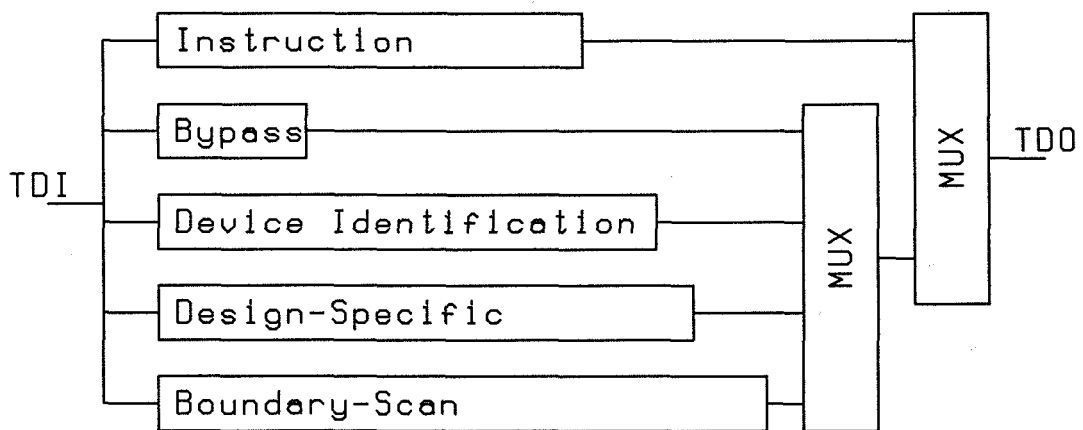 Instruction
Bypass
TDI
Device Identification
Design-Specific
Boundary-Scan
MUX
MUX
TDO